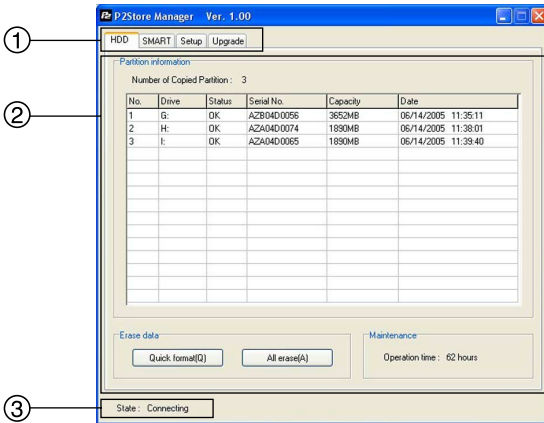 P2 P2Store Manager Ver. 1.00
① HDD SMART Setup Upgrade
Partition information
Number of Copied Partition : 3
②
No. Drive Status Serial No. Capacity Date
1 G: OK AZB04D0056 3652MB 06/14/2005 11:35:11
2 H: OK AZA04D0074 1890MB 06/14/2005 11:38:01
3 I: OK AZA04D0065 1890MB 06/14/2005 11:39:40
Erase data Maintenance
Quick format(Q) All erase(A) Operation time : 62 hours
③ State : Connecting